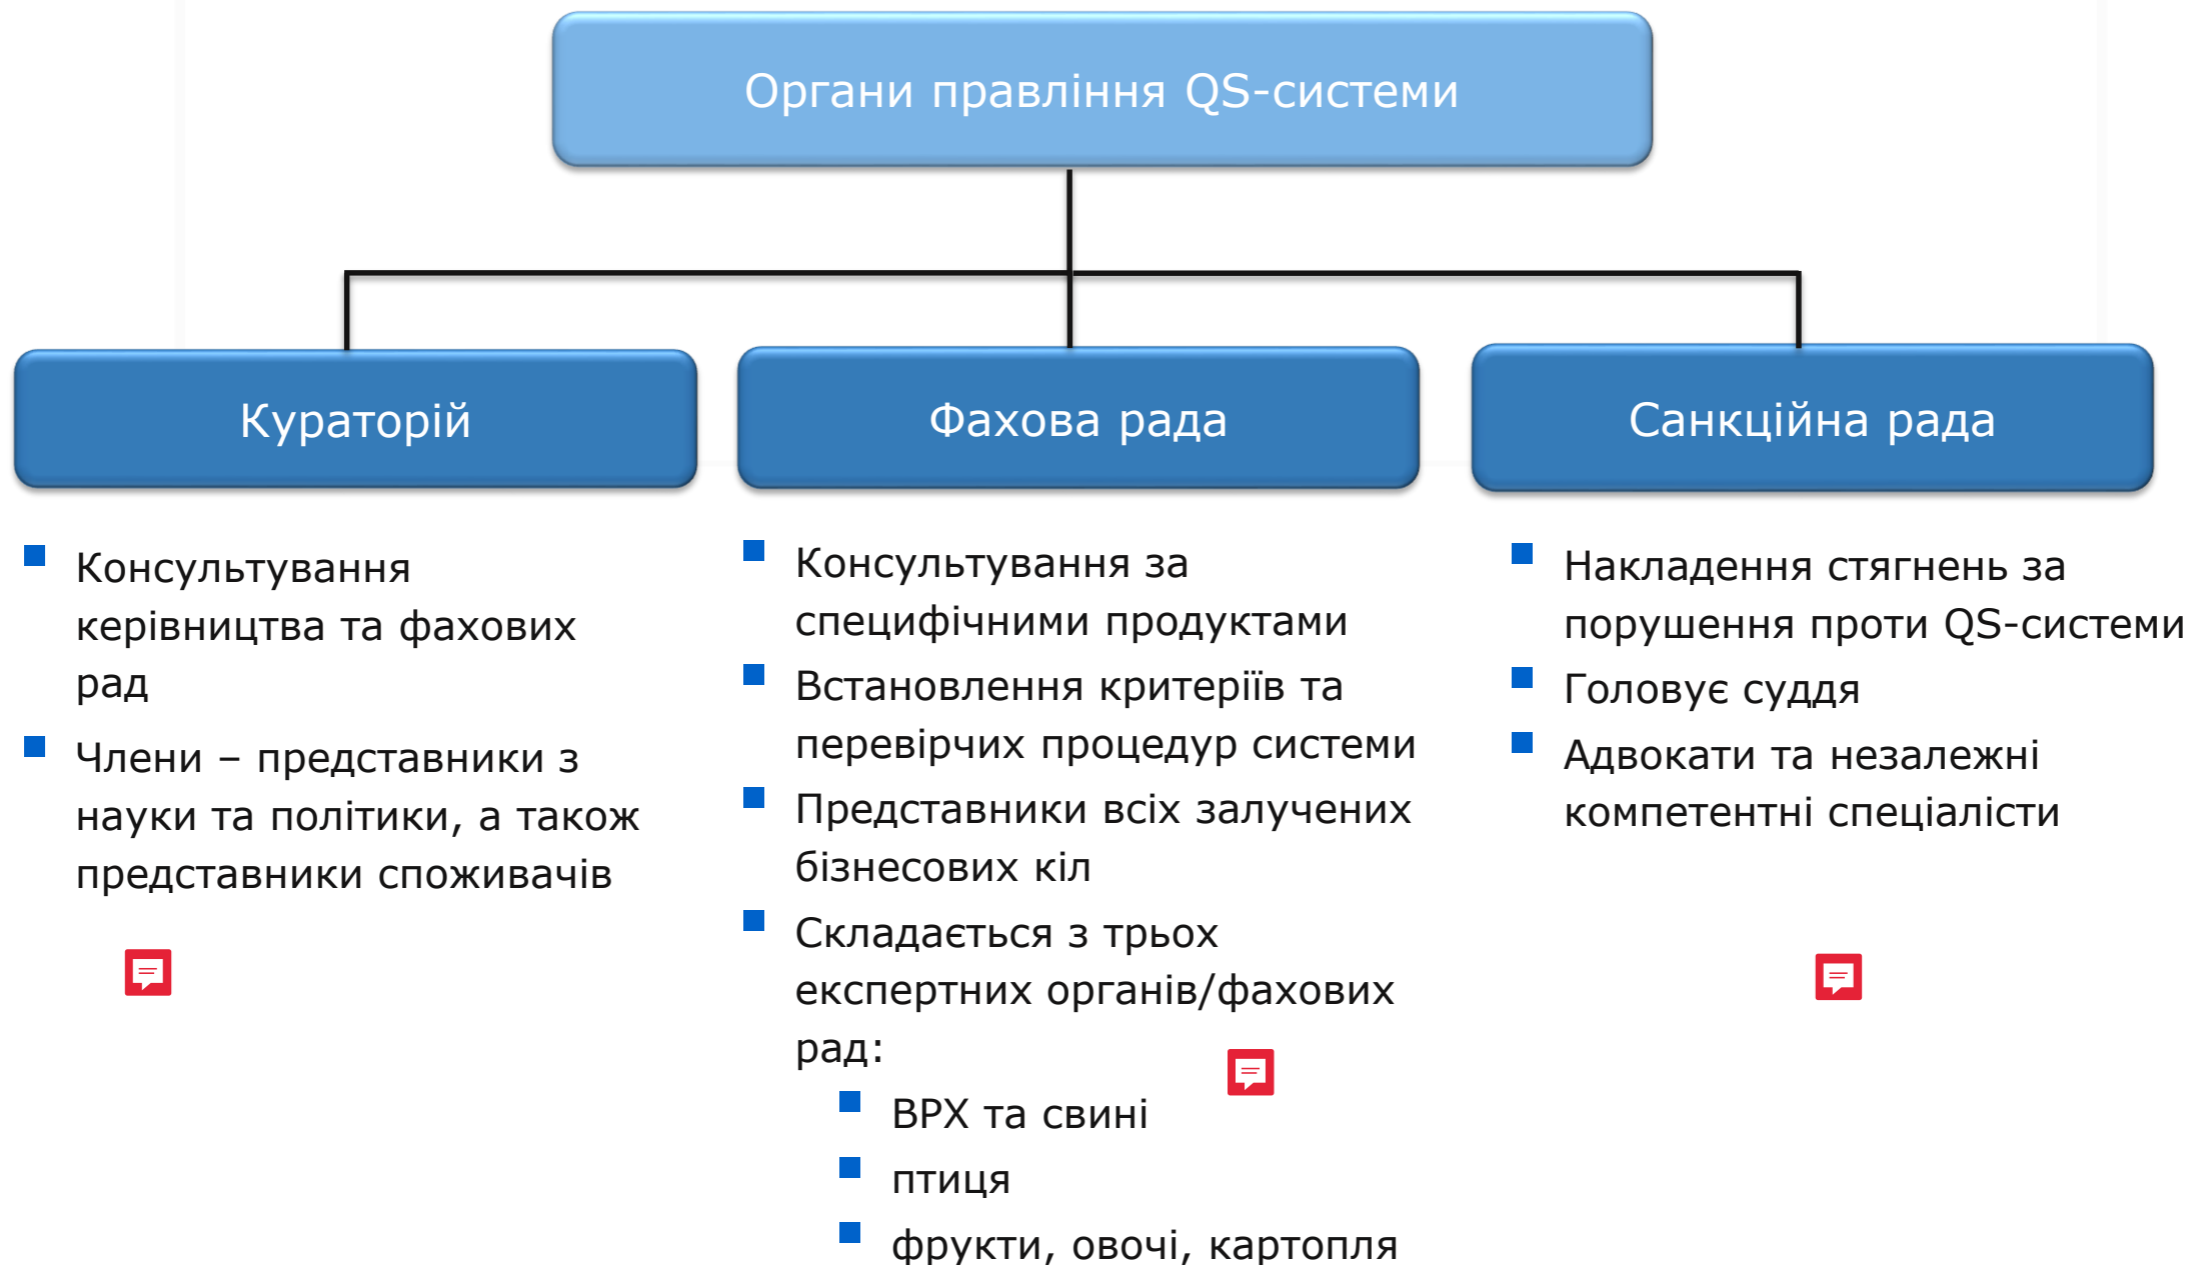 Органи правління QS-системи
Кураторій
Консультування
керівництва та фахових
рад
Члени – представники з
науки та політики, а також
представники споживачів
Фахова рада
Консультування за
специфічними продуктами
Встановлення критеріїв та
перевірчих процедур системи
Представники всіх залучених
бізнесових кіл
Складається з трьох
експертних органів/фахових
рад:
ВРХ та свині
птиця
фрукти, овочі, картопля
Санкційна рада
Накладення стягнень за
порушення проти QS-системи
Головує суддя
Адвокати та незалежні
компетентні спеціалісти